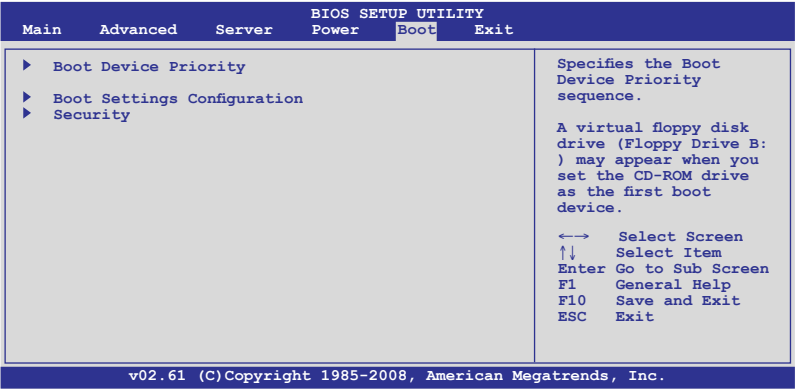 BIOS SETUP UTILITY
Main Advanced Server Power Boot Exit
Boot Device Priority
Boot Settings Configuration
Security
Specifies the Boot
Device Priority
sequence.
A virtual floppy disk
drive (Floppy Drive B:
) may appear when you
set the CD-ROM drive
as the first boot
device.
←→ Select Screen
↑↓ Select Item
Enter Go to Sub Screen
F1 General Help
F10 Save and Exit
ESC Exit
v02.61 (C)Copyright 1985-2008, American Megatrends, Inc.